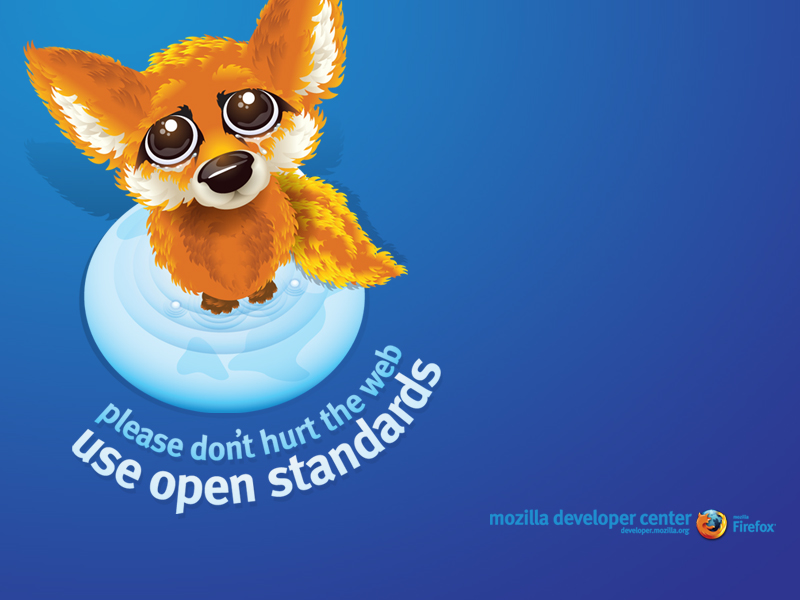 please don't hurt the web
use open standards
mozilla developer center
developer.mozilla.org
mozilla
Firefox